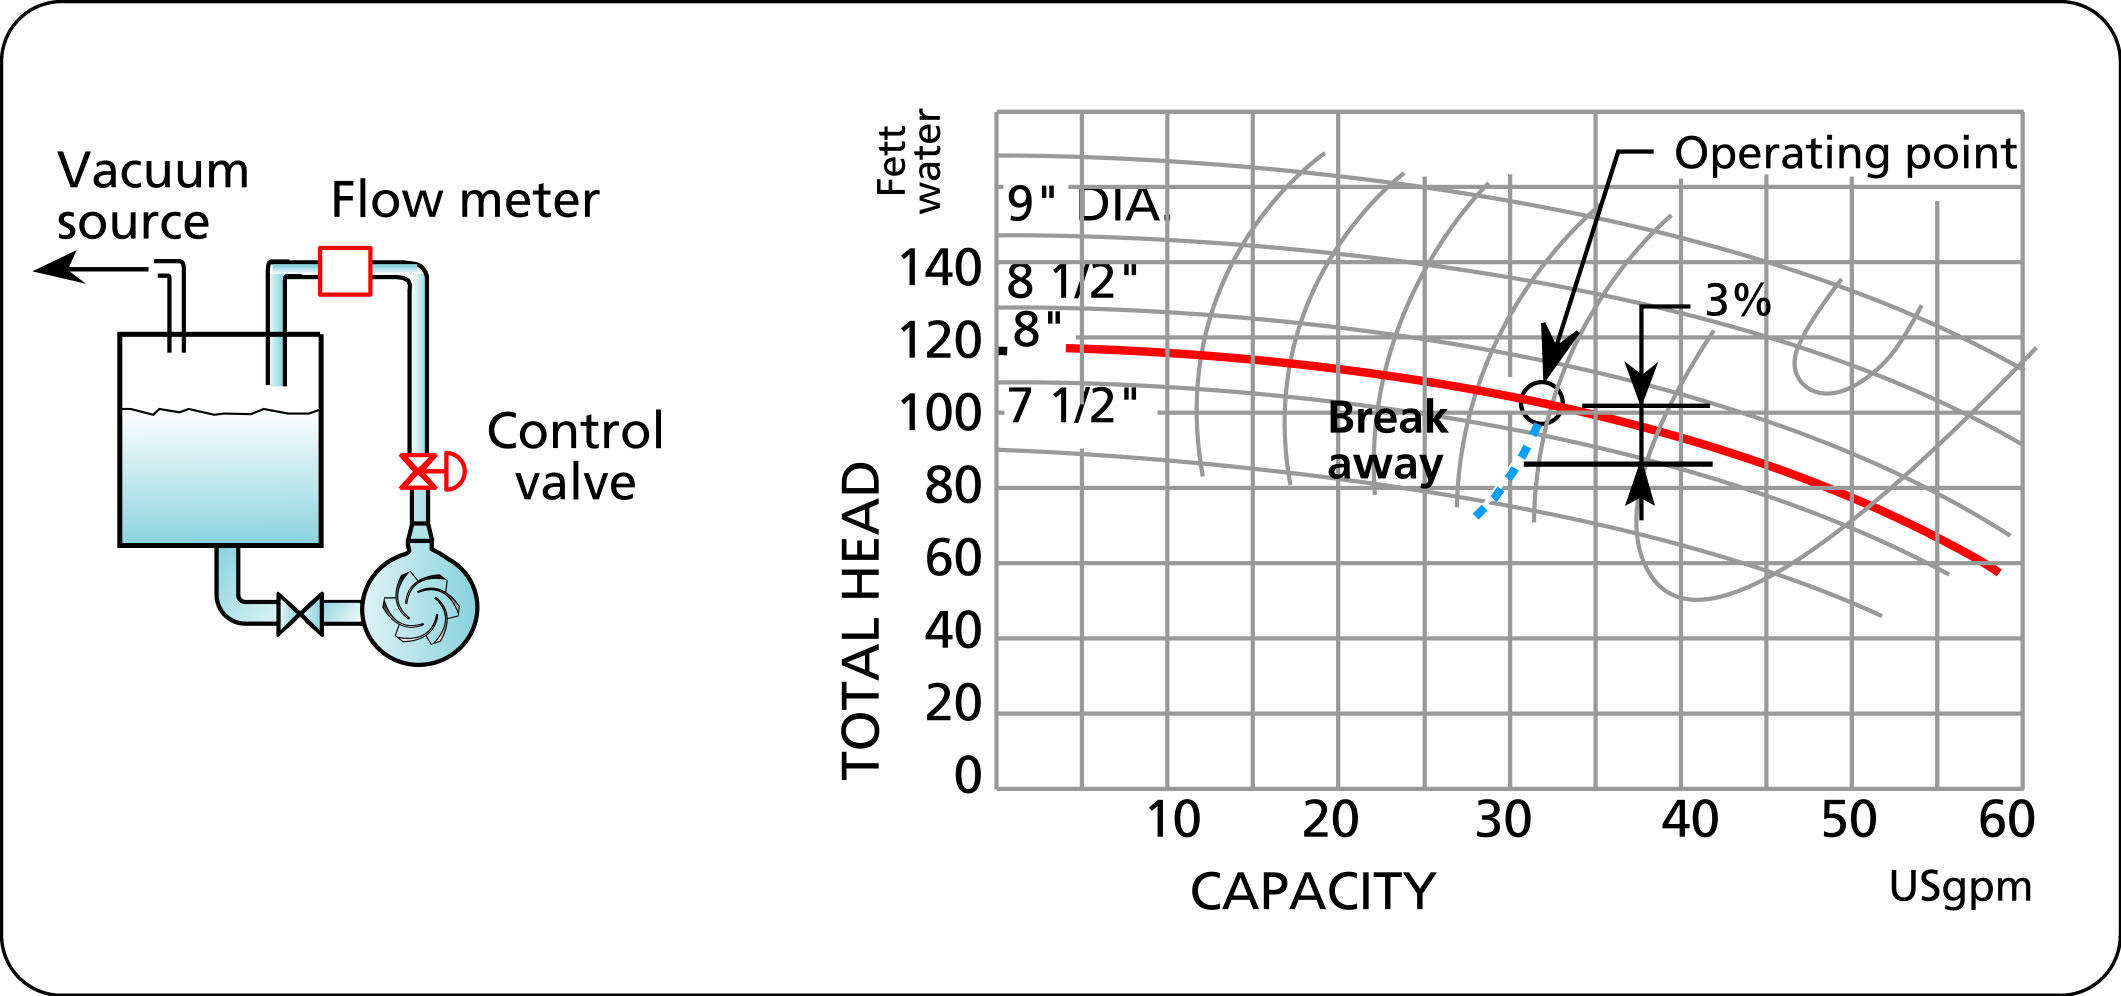 Vacuum
source
Flow meter
Control
valve
Fett
water
TOTAL HEAD
140
120
100
80
60
40
20
0
9" DIA.
8 1/2"
.8"
7 1/2"
Operating point
3%
Break
away
10 20 30 40 50 60
CAPACITY
USgpm